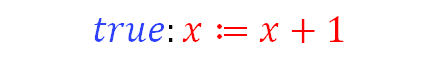 true: x := x + 1